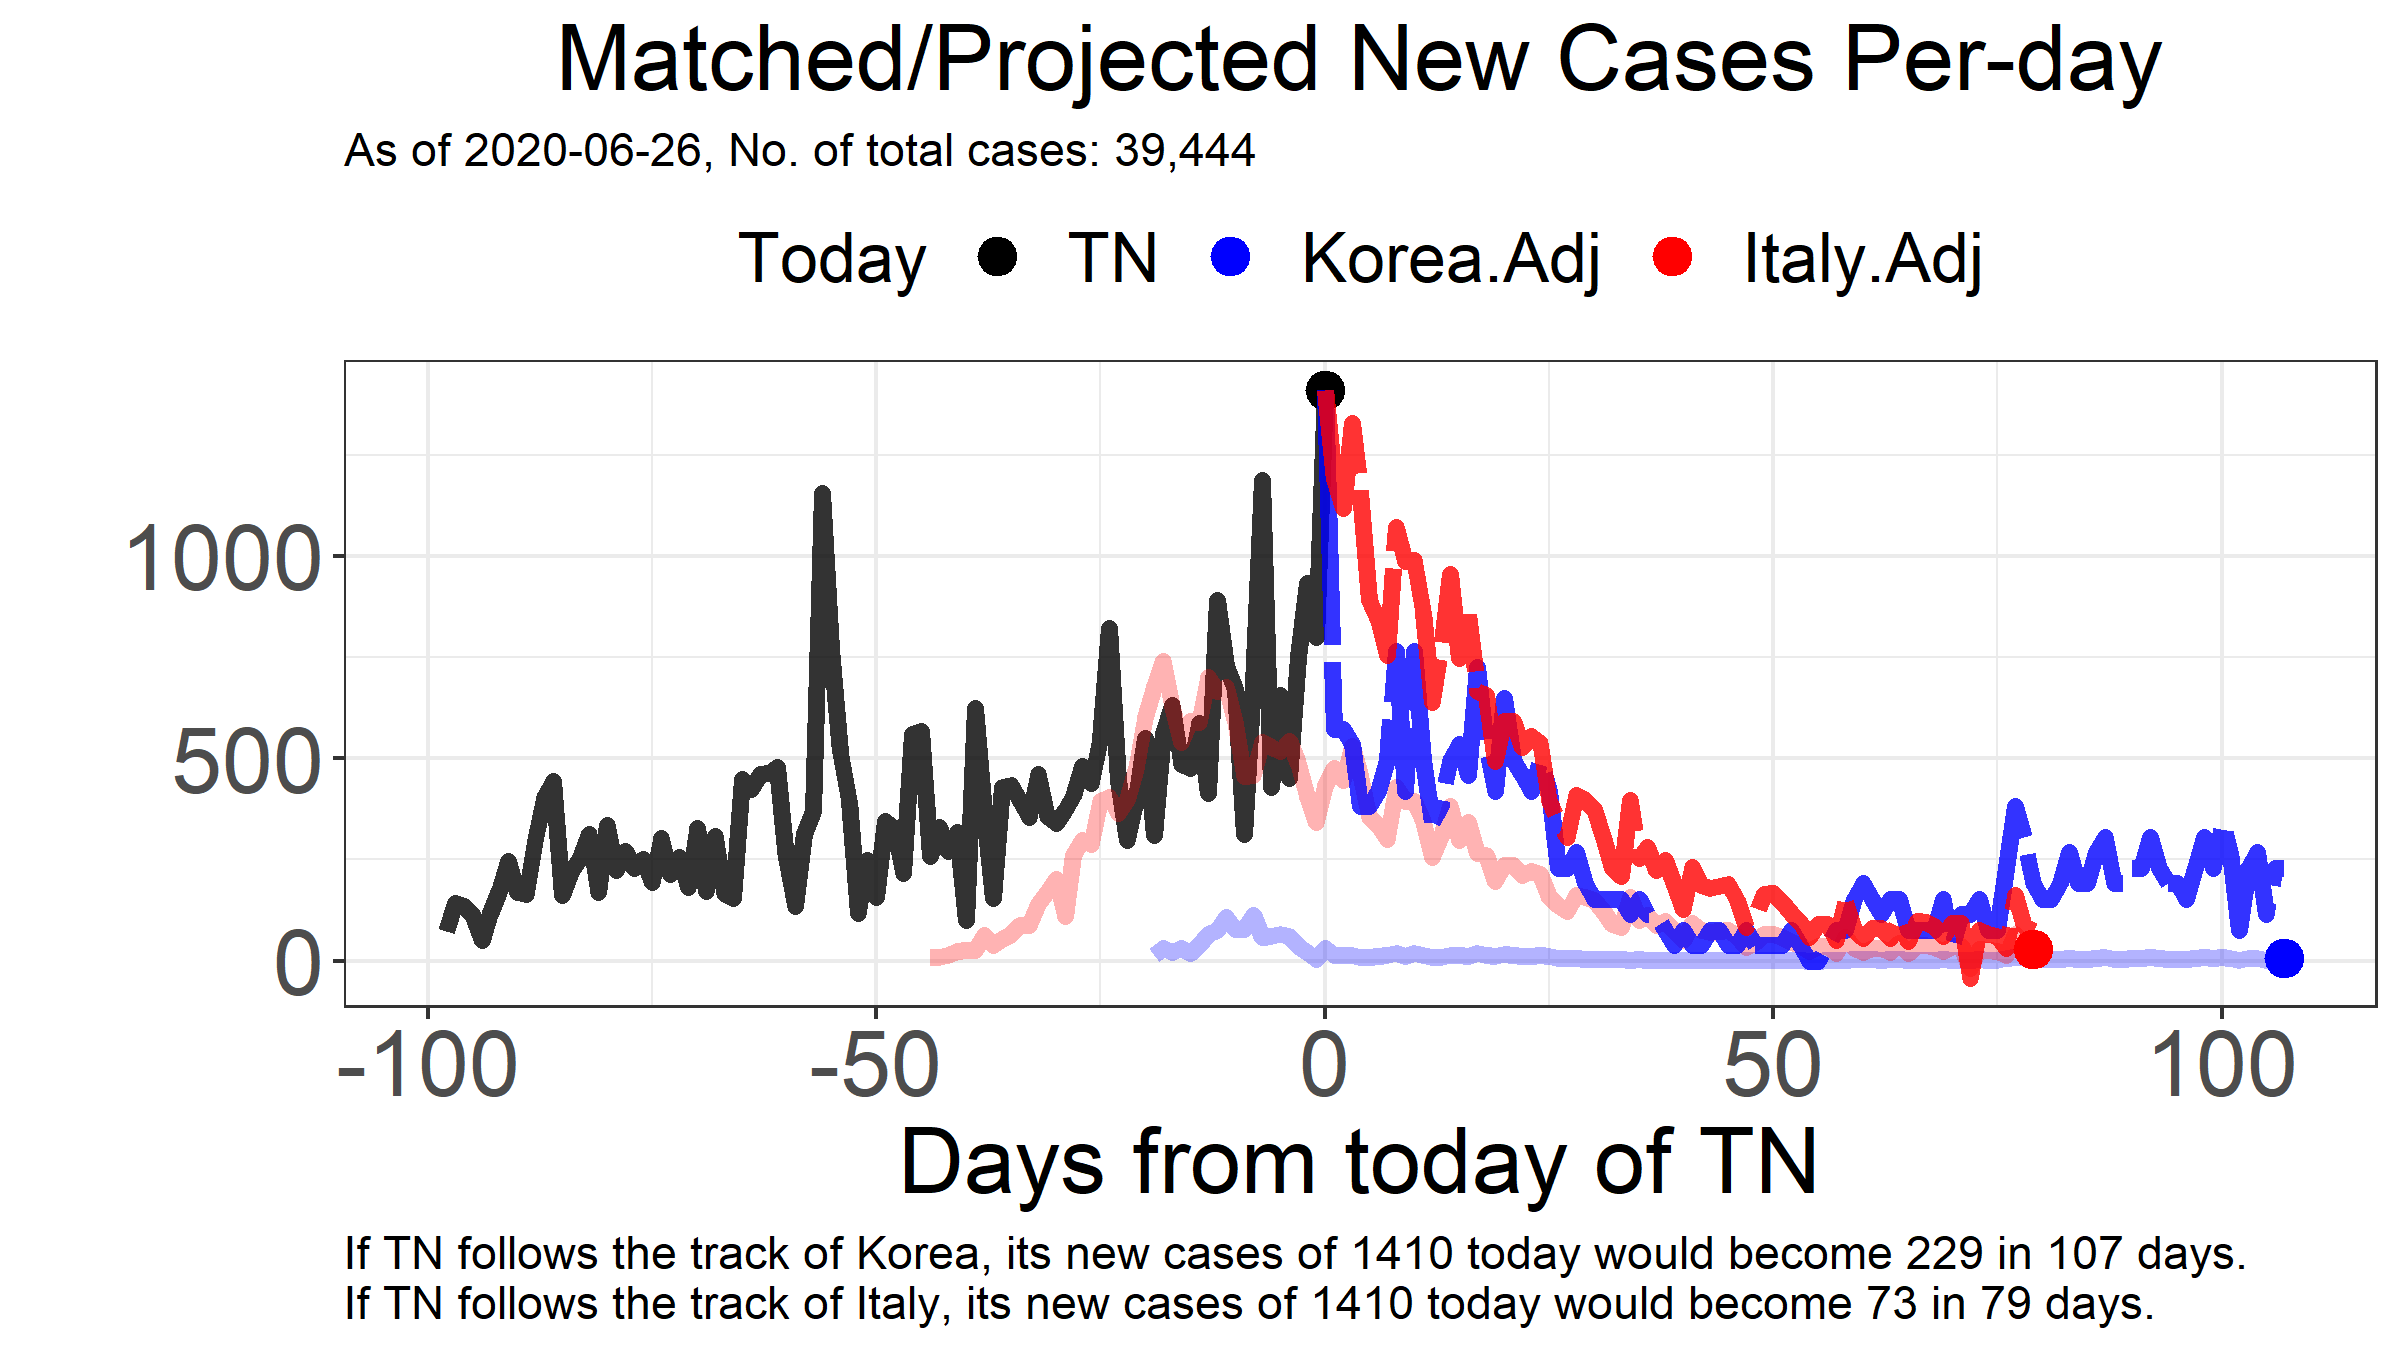 Matched/Projected New Cases Per-day
As of 2020-06-26, No. of total cases: 39,444
Today TN Korea.Adj Italy.Adj
1000
500
0
-100 -50 0 50 100
Days from today of TN
If TN follows the track of Korea, its new cases of 1410 today would become 229 in 107 days.
If TN follows the track of Italy, its new cases of 1410 today would become 73 in 79 days.